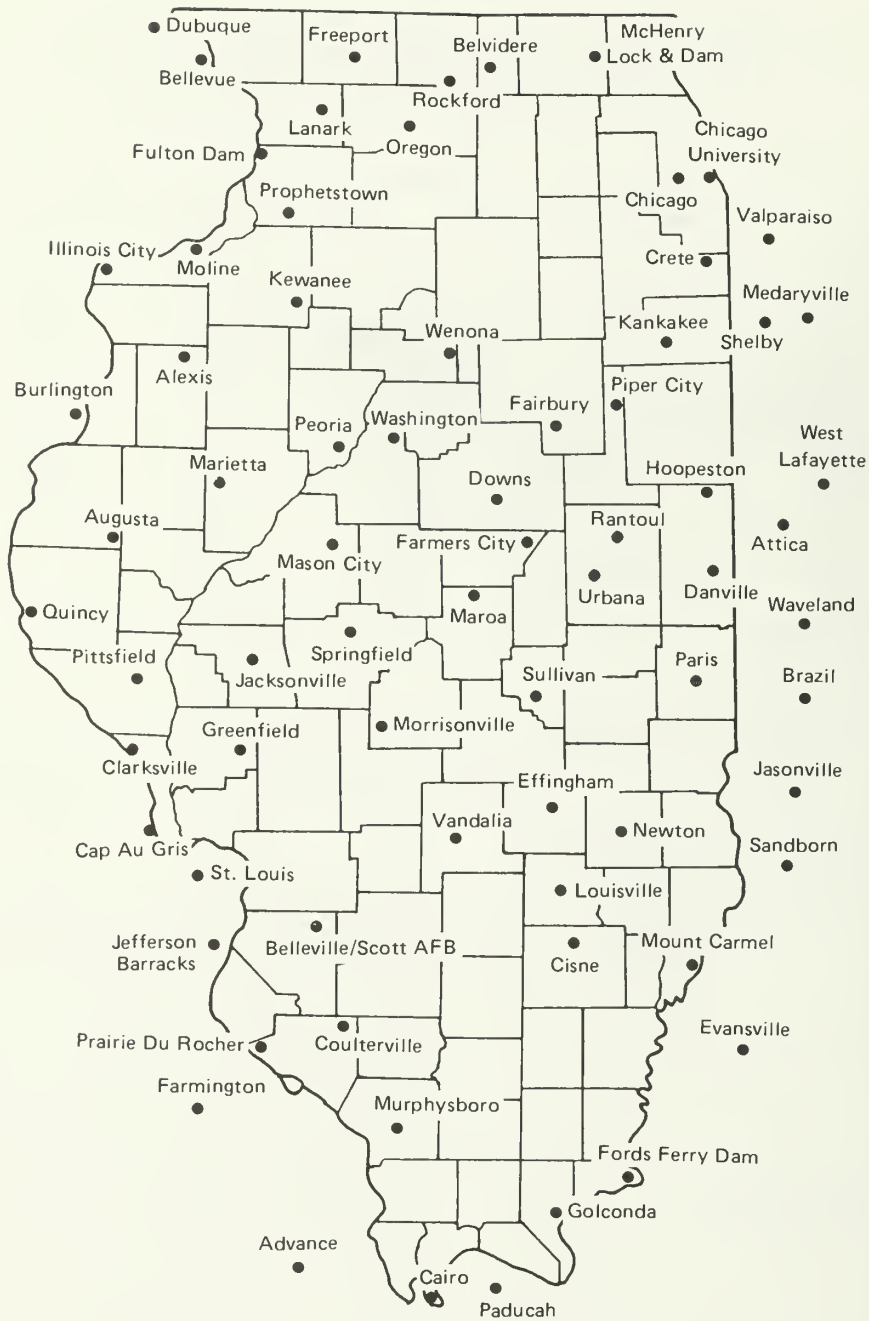 Dubuque
Freeport
Belvidere
McHenry
Lock & Dam
Bellevue
Rockford
Lanark
Oregon
Chicago
University
Fulton Dam
Prophetstown
Chicago
Valparaiso
Illinois City
Moline
Crete
Kewanee
Medaryville
Wenona
Kankakee
Shelby
Alexis
Burlington
Piper City
Fairbury
Peoria
Washington
West
Lafayette
Marietta
Downs
Hoopeston
Augusta
Rantoul
Mason City
Farmers City
Attica
Urbana
Danville
Quincy
Maroa
Waveland
Pittsfield
Springfield
Jacksonville
Sullivan
Paris
Brazil
Greenfield
Morrisonville
Clarksville
Effingham
Jasonville
Vandalia
Newton
Cap Au Gris
Sandborn
St. Louis
Louisville
Jefferson
Barracks
Belleville/Scott AFB
Mount Carmel
Cisne
Prairie Du Rocher
Coulterville
Evansville
Farmington
Murphysboro
Fords Ferry Dam
Golconda
Advance
Cairo
Paducah